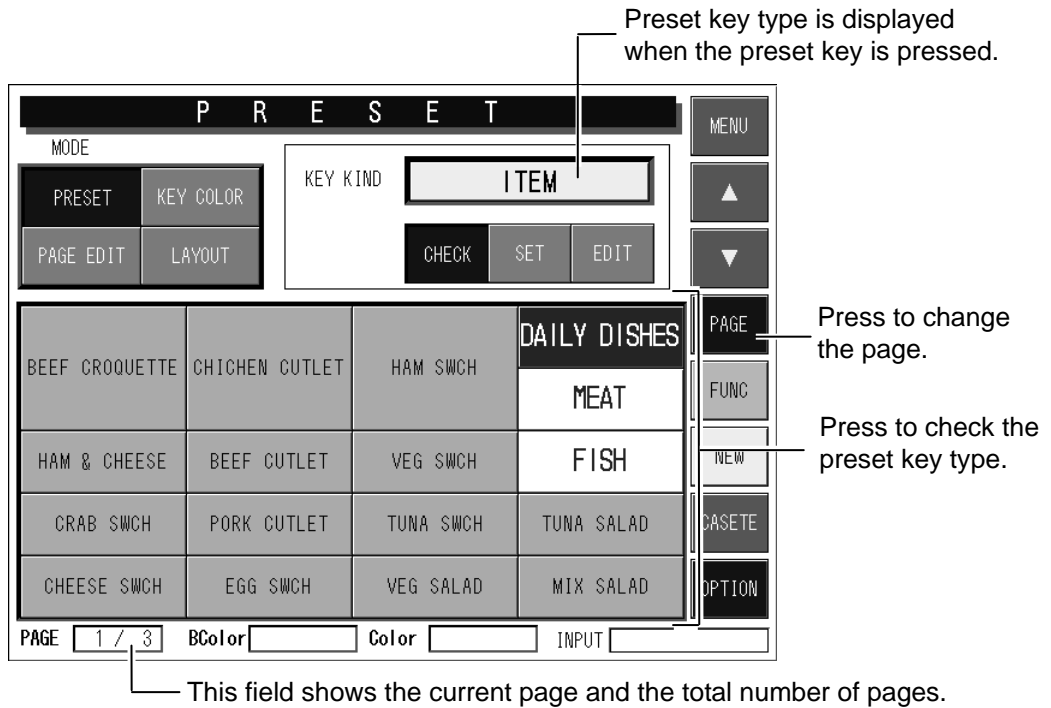 Preset key type is displayed
when the preset key is pressed.
P R E S E T
MENU
MODE
PRESET
KEY COLOR
PAGE EDIT
LAYOUT
KEY KIND
ITEM
CHECK
SET
EDIT
▲
▼
PAGE
Press to change
the page.
FUNC
Press to check the
preset key type.
NEW
CASETE
OPTION
BEEF CROQUETTE
CHICHEN CUTLET
HAM SWCH
DAILY DISHES
MEAT
HAM & CHEESE
BEEF CUTLET
VEG SWCH
FISH
CRAB SWCH
PORK CUTLET
TUNA SWCH
TUNA SALAD
CHEESE SWCH
EGG SWCH
VEG SALAD
MIX SALAD
PAGE 1 / 3
BColor
Color
INPUT
This field shows the current page and the total number of pages.